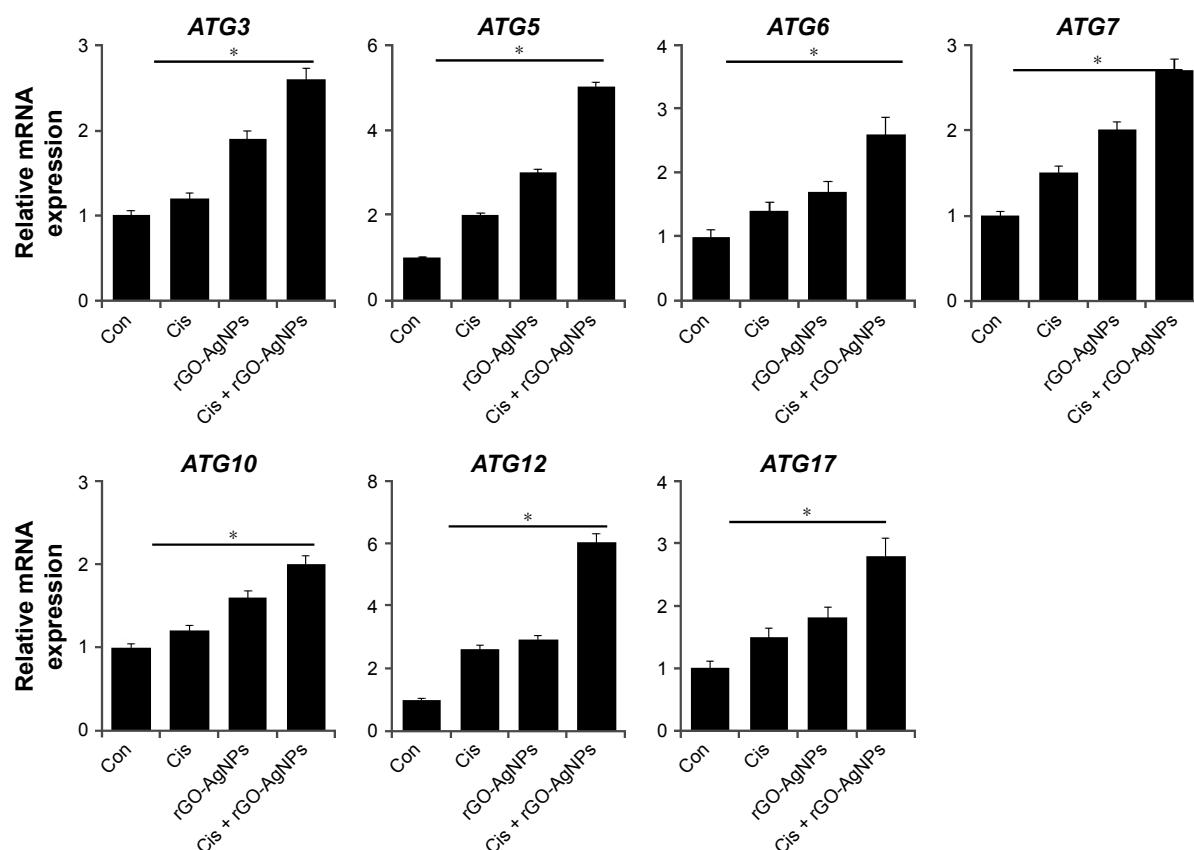 ATG3
ATG5
ATG6
ATG7
Relative mRNA
expression
3
2
1
0
*
Con
Cis
rGO-AgNPs
Cis + rGO-AgNPs
6
4
2
0
*
Con
Cis
rGO-AgNPs
Cis + rGO-AgNPs
4
3
2
1
0
*
Con
Cis
rGO-AgNPs
Cis + rGO-AgNPs
3
2
1
0
*
Con
Cis
rGO-AgNPs
Cis + rGO-AgNPs
ATG10
ATG12
ATG17
Relative mRNA
expression
3
2
1
0
*
Con
Cis
rGO-AgNPs
Cis + rGO-AgNPs
8
6
4
2
0
*
Con
Cis
rGO-AgNPs
Cis + rGO-AgNPs
4
3
2
1
0
*
Con
Cis
rGO-AgNPs
Cis + rGO-AgNPs